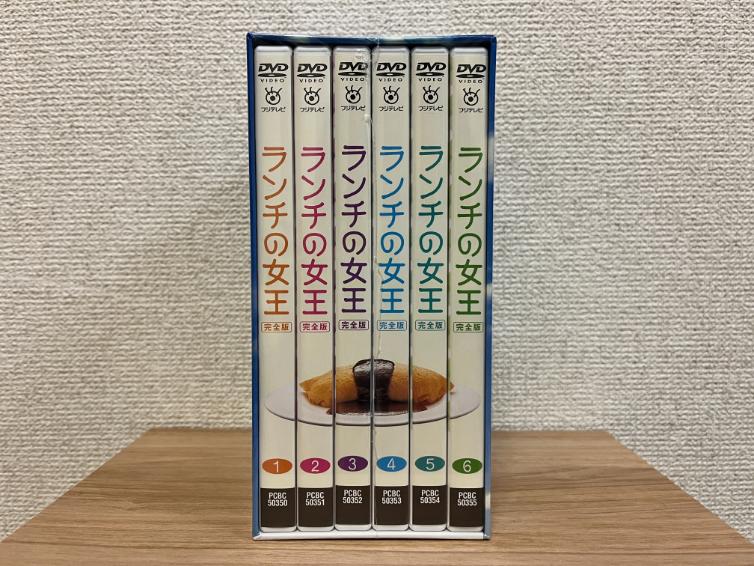 DVD
VIDEO
フジテレビ
ランチの女王
完全版
1
PCBC
50350
DVD
VIDEO
フジテレビ
ランチの女王
完全版
2
PCBC
50351
DVD
VIDEO
フジテレビ
ランチの女王
完全版
3
PCBC
50352
DVD
VIDEO
フジテレビ
ランチの女王
完全版
4
PCBC
50353
DVD
VIDEO
フジテレビ
ランチの女王
完全版
5
PCBC
50354
DVD
VIDEO
フジテレビ
ランチの女王
完全版
6
PCBC
50355